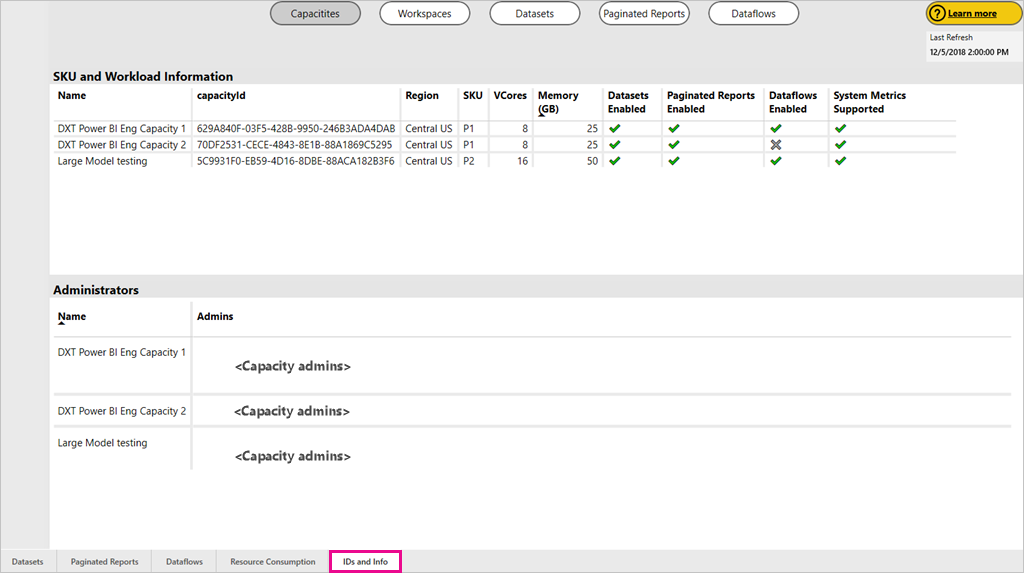 Capacitites Workspaces Datasets Paginated Reports Dataflows ? Learn more
Last Refresh
12/5/2018 2:00:00 PM
SKU and Workload Information
Name capacityId Region SKU VCores Memory (GB) Datasets Enabled Paginated Reports Enabled Dataflows Enabled System Metrics Supported
DXT Power BI Eng Capacity 1 629A840F-03F5-428B-9950-246B3ADA4DAB Central US P1 8 25
DXT Power BI Eng Capacity 2 70DF2531-CECE-4843-8E1B-88A1869C5295 Central US P1 8 25
Large Model testing 5C9931F0-EB59-4D16-8DBE-88ACA182B3F6 Central US P2 16 50
Administrators
Name Admins
DXT Power BI Eng Capacity 1 <Capacity admins>
DXT Power BI Eng Capacity 2 <Capacity admins>
Large Model testing <Capacity admins>
Datasets Paginated Reports Dataflows Resource Consumption IDs and Info